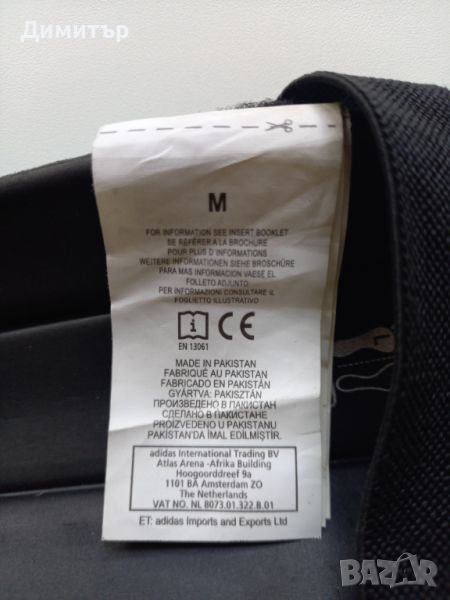 Димитър
M
FOR INFORMATION SEE INSERT BOOKLET
SE RÉFÉRER A LA BROCHURE
POUR PLUS D'INFORMATIONS
WEITERE INFORMATIONEN SIEHE BROSCHÜRE
PARA MAS INFORMACION VAESE EL
FOLLETO ADJUNTO
PER INFORMAZIONI CONSULTARE IL
FOGLIETTO ILLUSTRATIVO
i CE
EN 13061
MADE IN PAKISTAN
FABRIQUÉ AU PAKISTAN
FABRICADO EN PAKISTÁN
GYÁRTVA: PAKISZTÁN
ПРОИЗВЕДЕНО В ПАКИСТАН
СДЕЛАНО В ПАКИСТАНЕ
PROIZVEDENO U PAKISTANU
PAKİSTAN'DA İMAL EDİLMİŞTİR.
adidas International Trading BV
Atlas Arena -Afrika Building
Hoogoorddreef 9a
1101 BA Amsterdam ZO
The Netherlands
VAT NO. NL 8073.01.322.B.01
ET: adidas Imports and Exports Ltd
BAZAR